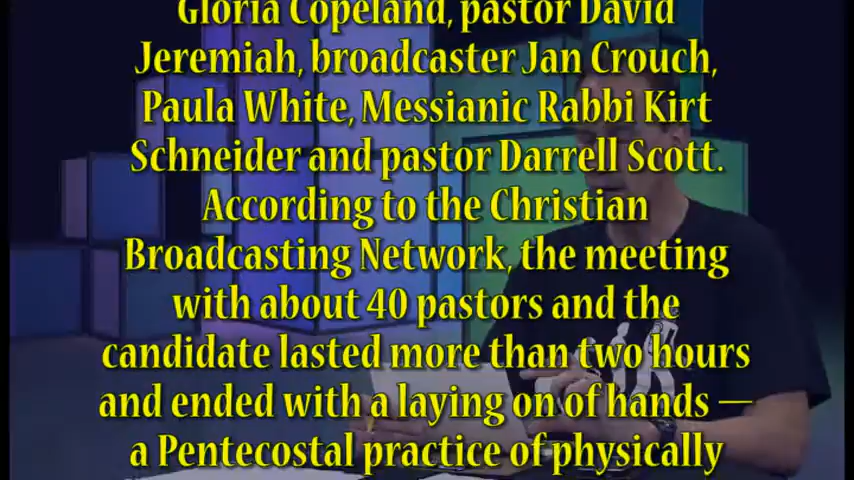 Gloria Copeland, pastor David
Jeremiah, broadcaster Jan Crouch,
Paula White, Messianic Rabbi Kirt
Schneider and pastor Darrell Scott.
According to the Christian
Broadcasting Network, the meeting
with about 40 pastors and the
candidate lasted more than two hours
and ended with a laying on of hands —
a Pentecostal practice of physically